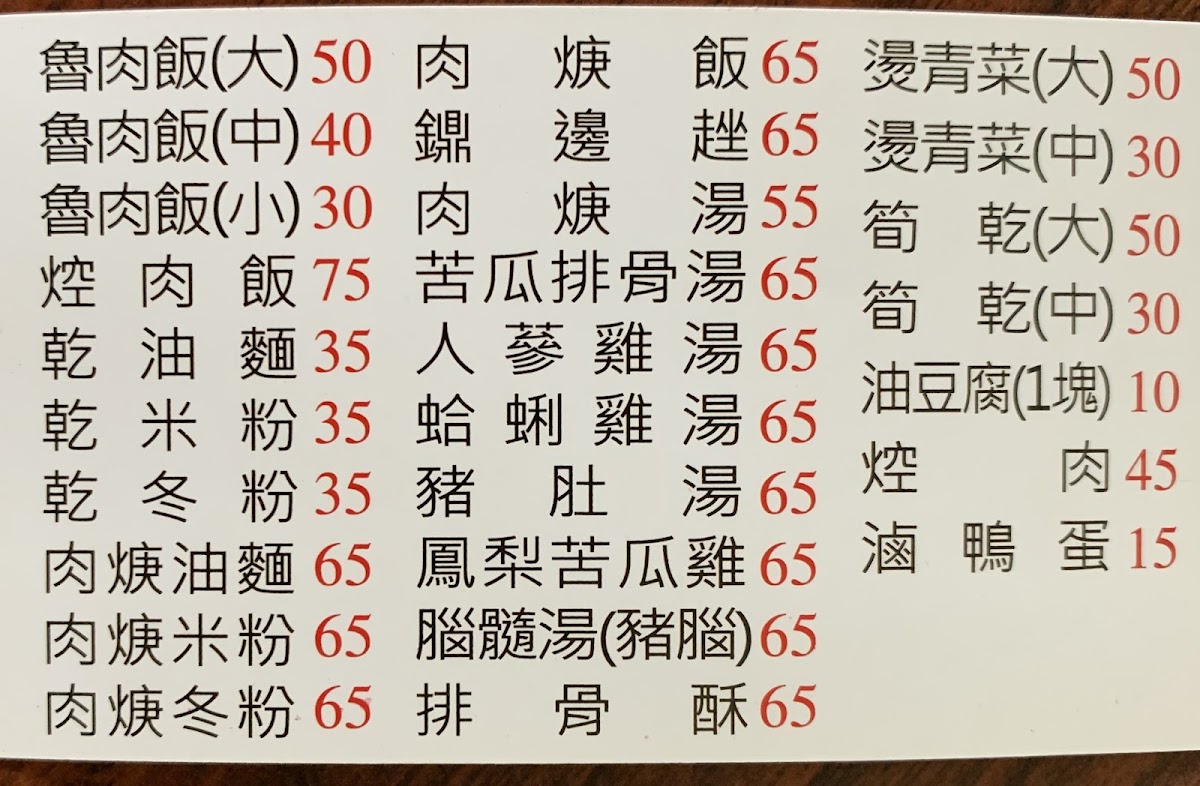 魯肉飯(大) 50
魯肉飯(中) 40
魯肉飯(小) 30
焢肉飯 75
乾油麵 35
乾米粉 35
乾冬粉 35
肉焿油麵 65
肉焿米粉 65
肉焿冬粉 65
肉焿飯 65
鼎邊趖 65
肉焿湯 55
苦瓜排骨湯 65
人蔘雞湯 65
蛤蜊雞湯 65
豬肚湯 65
鳳梨苦瓜雞 65
腦髓湯(豬腦) 65
排骨酥 65
燙青菜(大) 50
燙青菜(中) 30
筍乾(大) 50
筍乾(中) 30
油豆腐(1塊) 10
焢肉 45
滷鴨蛋 15